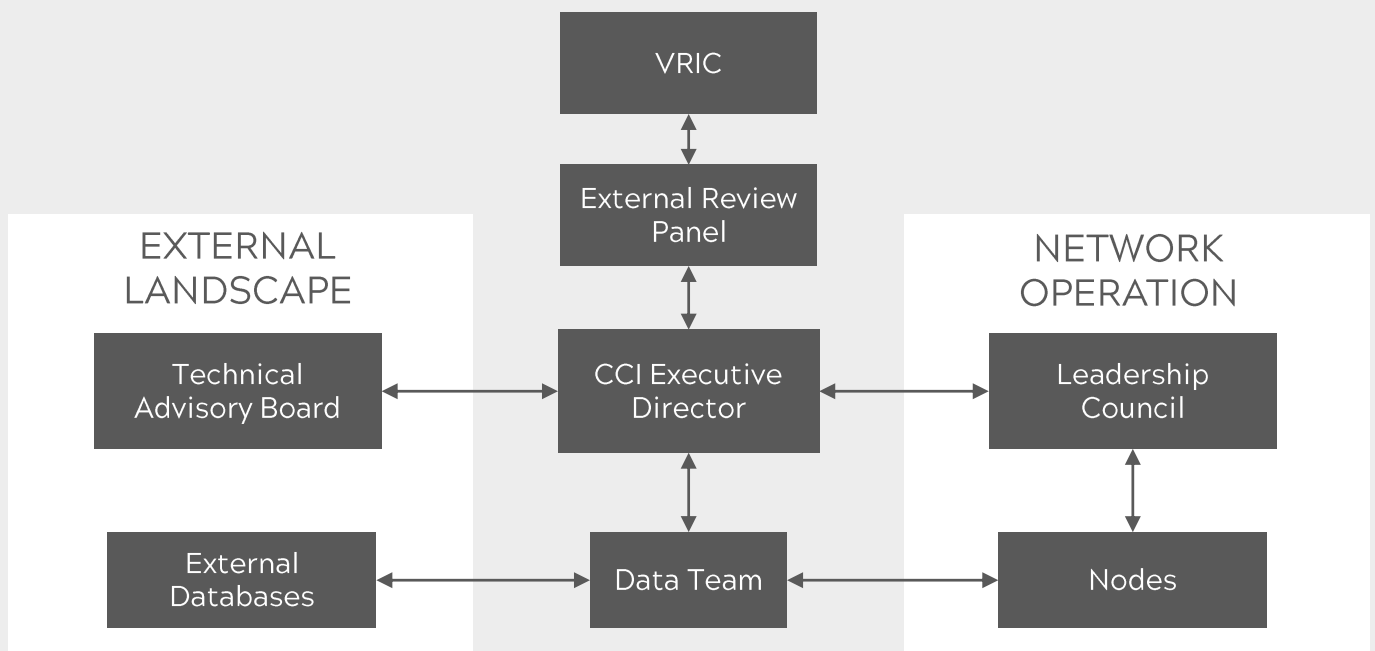 VRIC
External Review
Panel
EXTERNAL
LANDSCAPE
NETWORK
OPERATION
Technical
Advisory Board
CCI Executive
Director
Leadership
Council
External
Databases
Data Team
Nodes